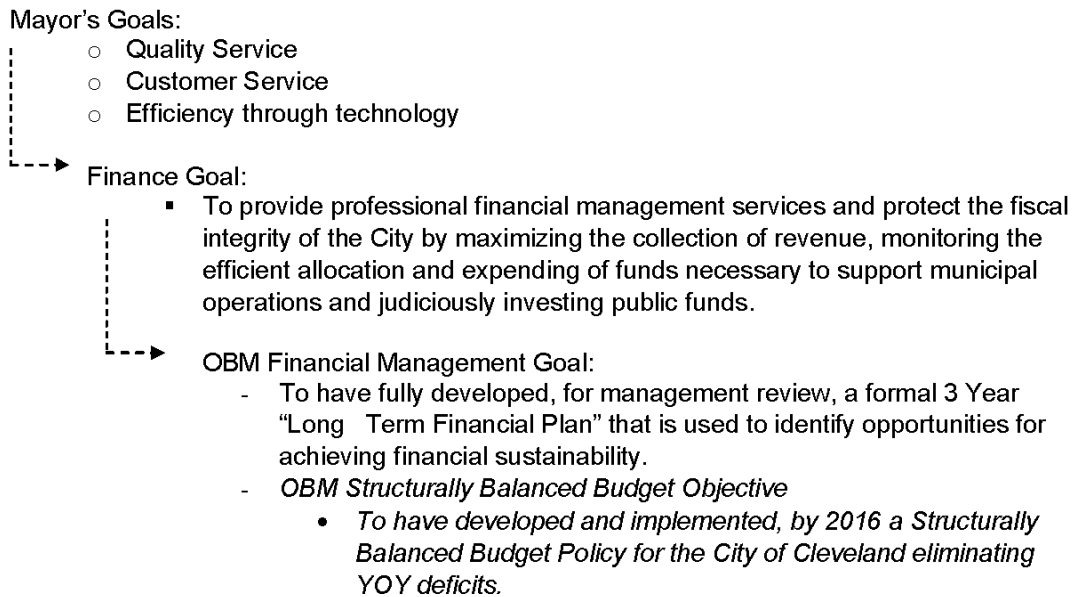 Mayor's Goals:
○ Quality Service
○ Customer Service
○ Efficiency through technology
Finance Goal:
▪ To provide professional financial management services and protect the fiscal
integrity of the City by maximizing the collection of revenue, monitoring the
efficient allocation and expending of funds necessary to support municipal
operations and judiciously investing public funds.
OBM Financial Management Goal:
- To have fully developed, for management review, a formal 3 Year
“Long Term Financial Plan” that is used to identify opportunities for
achieving financial sustainability.
- OBM Structurally Balanced Budget Objective
• To have developed and implemented, by 2016 a Structurally
Balanced Budget Policy for the City of Cleveland eliminating
YOY deficits.